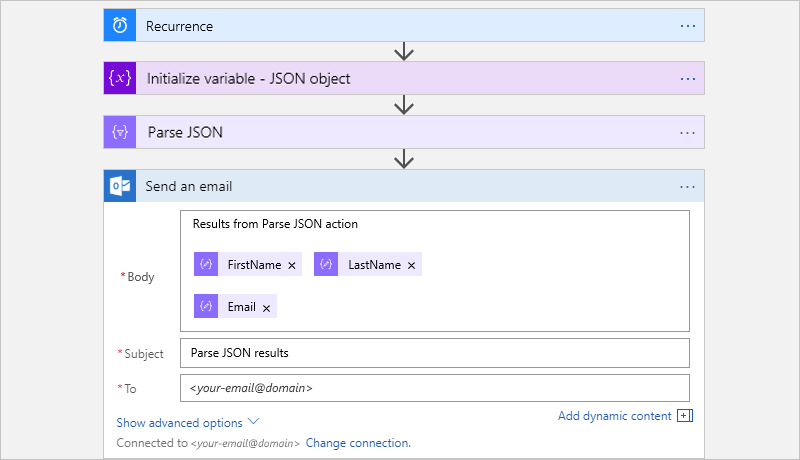 Recurrence ...
{x} Initialize variable - JSON object ...
Parse JSON ...
Send an email ...
Results from Parse JSON action
FirstName × LastName ×
* Body
Email ×
* Subject Parse JSON results
* To <your-email@domain>
Add dynamic content
Show advanced options
Connected to <your-email@domain> Change connection.